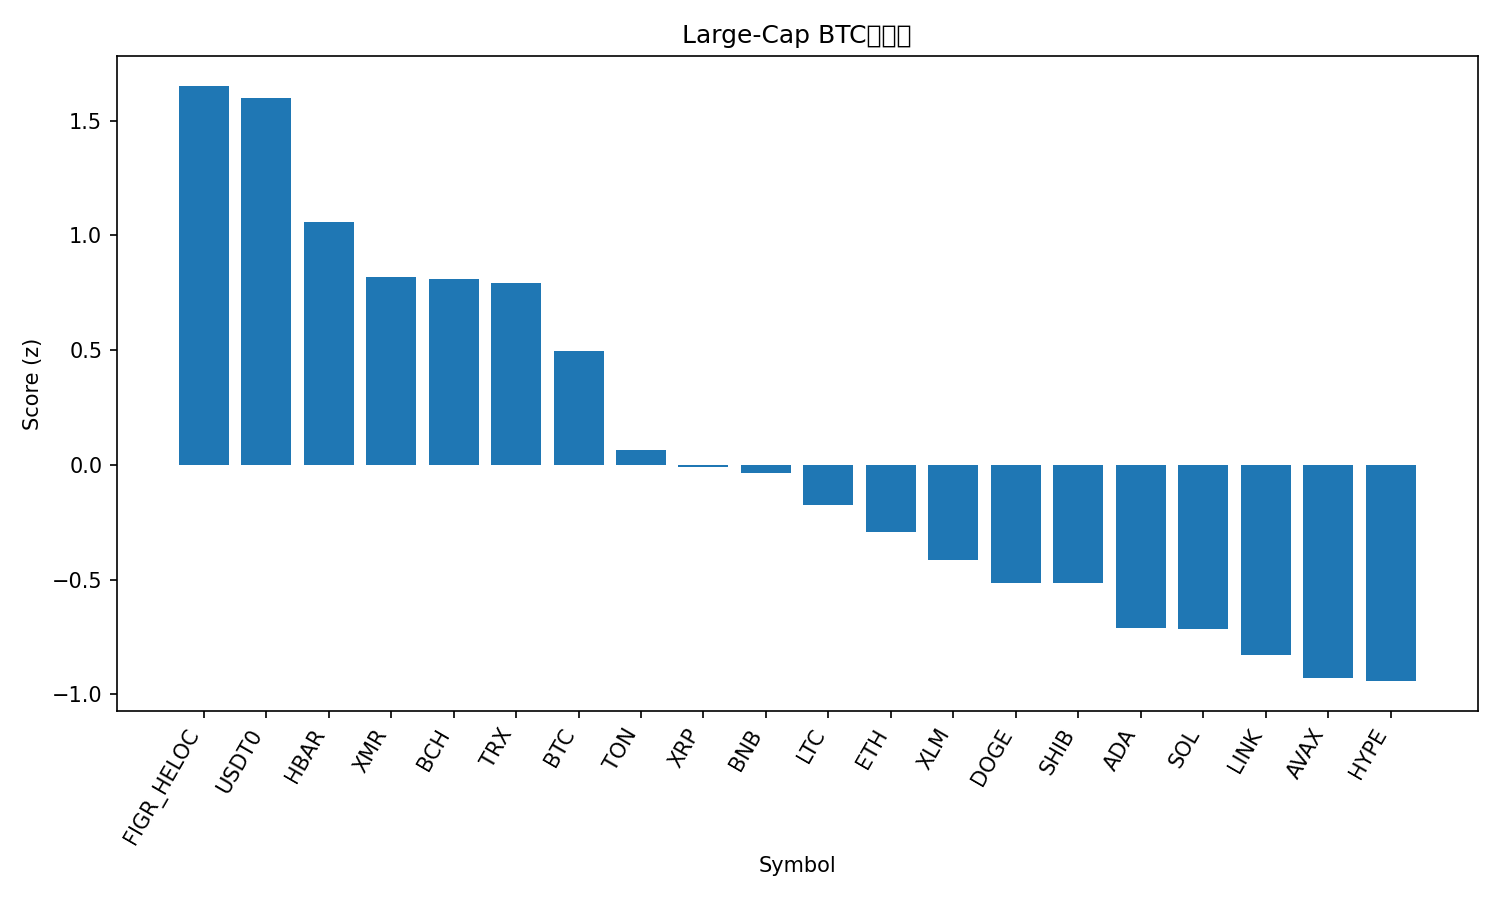 Large-Cap BTC
Score (z)
1.5
1.0
0.5
0.0
−0.5
−1.0
FIGR_HELOC
USDT0
HBAR
XMR
BCH
TRX
BTC
TON
XRP
BNB
LTC
ETH
XLM
DOGE
SHIB
ADA
SOL
LINK
AVAX
HYPE
Symbol